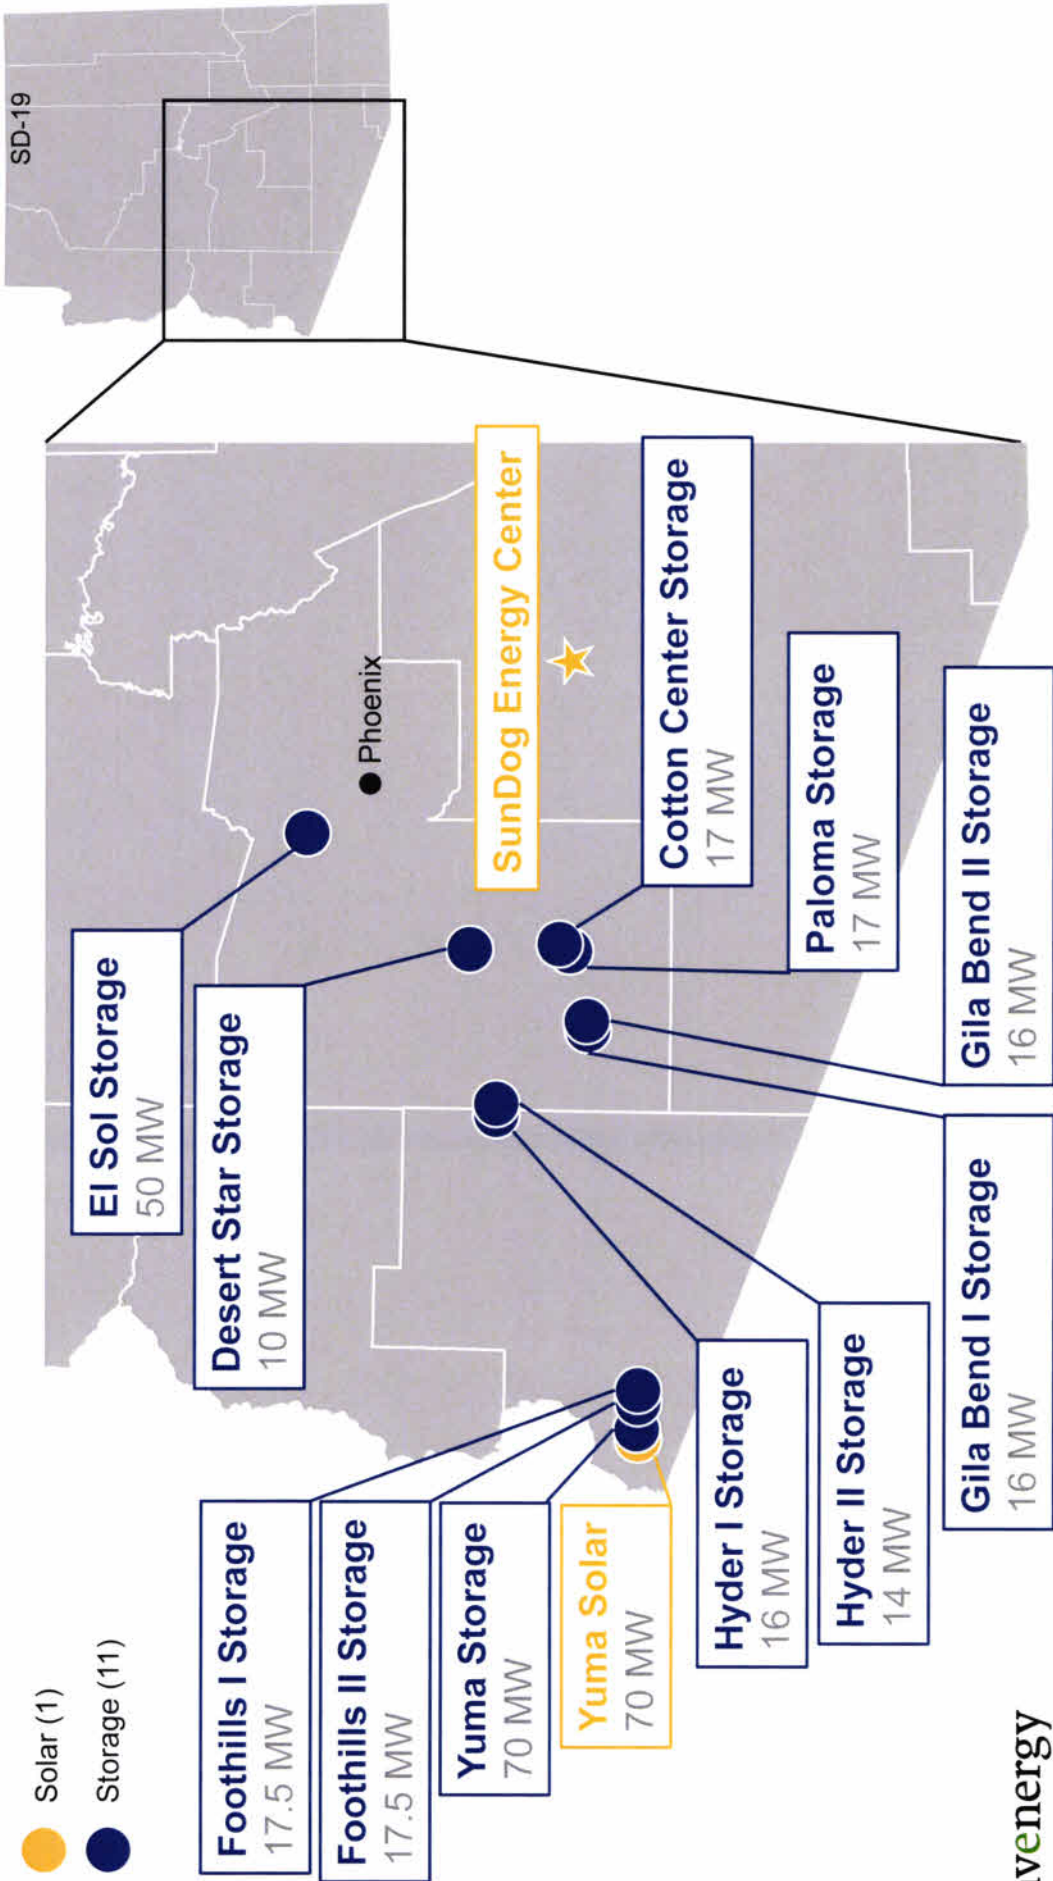 Solar (1)
Storage (11)
Foothills I Storage
17.5 MW
Foothills II Storage
17.5 MW
Yuma Storage
70 MW
Yuma Solar
70 MW
Hyder I Storage
16 MW
Hyder II Storage
14 MW
Gila Bend I Storage
16 MW
Gila Bend II Storage
16 MW
El Sol Storage
50 MW
Desert Star Storage
10 MW
Phoenix
SunDog Energy Center
Cotton Center Storage
17 MW
Paloma Storage
17 MW
SD-19
venergy